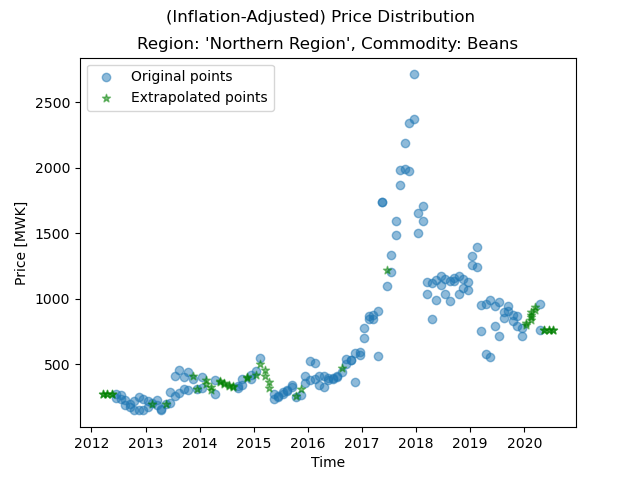 (Inflation-Adjusted) Price Distribution
Region: 'Northern Region', Commodity: Beans
Original points
Extrapolated points
Price [MWK]
2500
2000
1500
1000
500
2012 2013 2014 2015 2016 2017 2018 2019 2020
Time